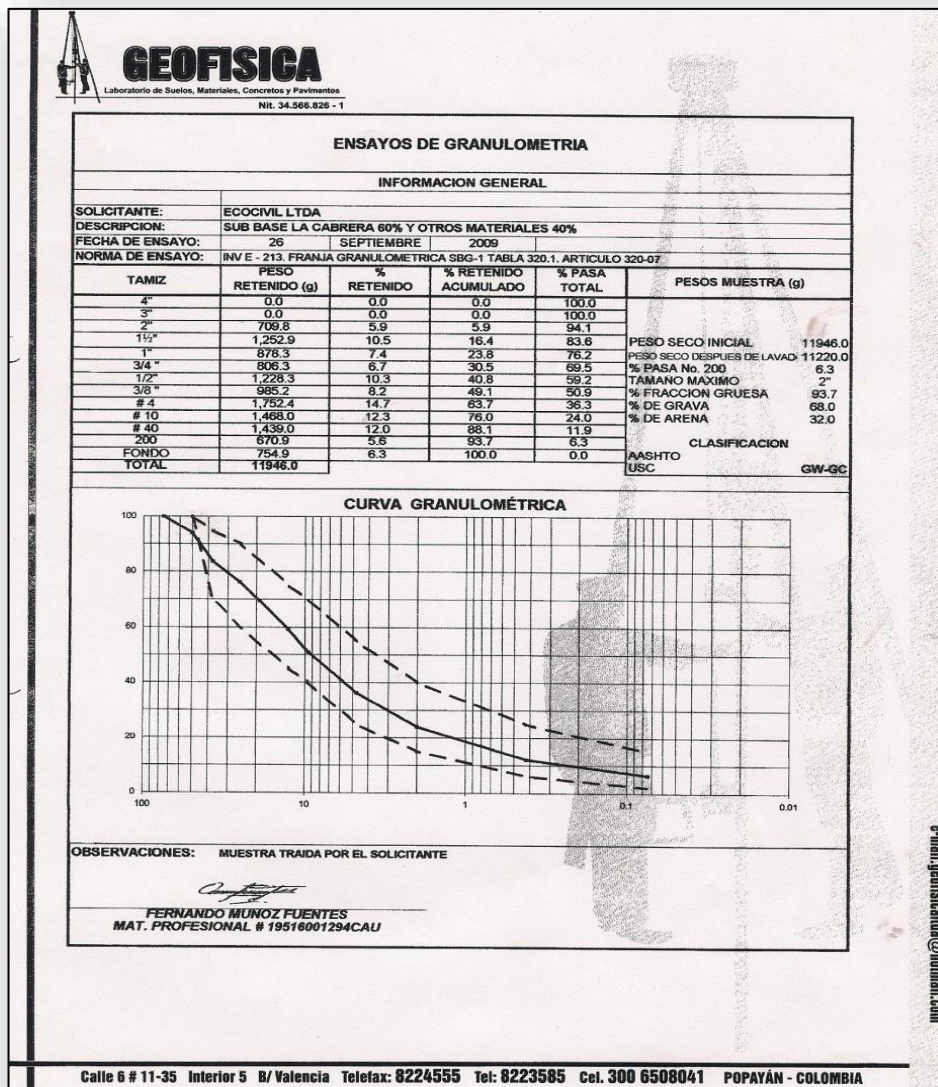 GEOFISICA
Laboratorio de Suelos, Materiales, Concretos y Pavimentos
Nit. 34.566.826 - 1
ENSAYOS DE GRANULOMETRIA
INFORMACION GENERAL
SOLICITANTE: ECOCIVIL LTDA
DESCRIPCION: SUB BASE LA CABRERA 60% Y OTROS MATERIALES 40%
FECHA DE ENSAYO: 26 SEPTIEMBRE 2009
NORMA DE ENSAYO: INV E - 213. FRANJA GRANULOMETRICA SBG-1 TABLA 320.1. ARTICULO 320-07
TAMIZ PESO RETENIDO (g) % RETENIDO % RETENIDO ACUMULADO % PASA TOTAL PESOS MUESTRA (g)
4" 0.0 0.0 0.0 100.0
3" 0.0 0.0 0.0 100.0
2" 709.8 5.9 5.9 94.1
1½" 1,252.9 10.5 16.4 83.6 PESO SECO INICIAL 11946.0
1" 878.3 7.4 23.8 76.2 PESO SECO DESPUES DE LAVAD 11220.0
3/4 " 806.3 6.7 30.5 69.5 % PASA No. 200 6.3
1/2" 1,228.3 10.3 40.8 59.2 TAMAÑO MAXIMO 2"
3/8 " 985.2 8.2 49.1 50.9 % FRACCION GRUESA 93.7
# 4 1,752.4 14.7 63.7 36.3 % DE GRAVA 68.0
# 10 1,468.0 12.3 76.0 24.0 % DE ARENA 32.0
# 40 1,439.0 12.0 88.1 11.9
200 670.9 5.6 93.7 6.3 CLASIFICACION
FONDO 754.9 6.3 100.0 0.0 AASHTO
TOTAL 11946.0 USC GW-GC
CURVA GRANULOMÉTRICA
100
80
60
40
20
0
100 10 1 0.1 0.01
OBSERVACIONES: MUESTRA TRAIDA POR EL SOLICITANTE
FERNANDO MUÑOZ FUENTES
MAT. PROFESIONAL # 19516001294CAU
Calle 6 # 11-35 Interior 5 B/ Valencia Telefax: 8224555 Tel: 8223585 Cel. 300 6508041 POPAYÁN - COLOMBIA